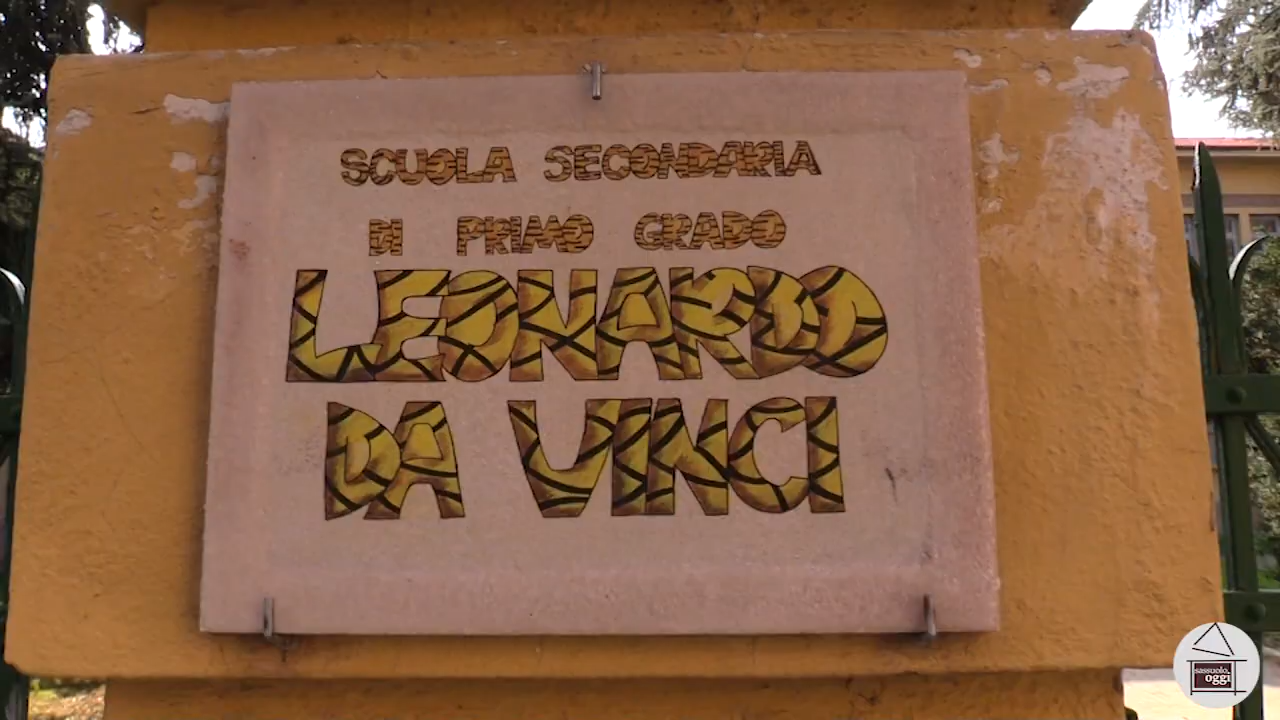 SCUOLA SECONDARIA
DI PRIMO GRADO
LEONARDO
DA VINCI
sassuolo
oggi